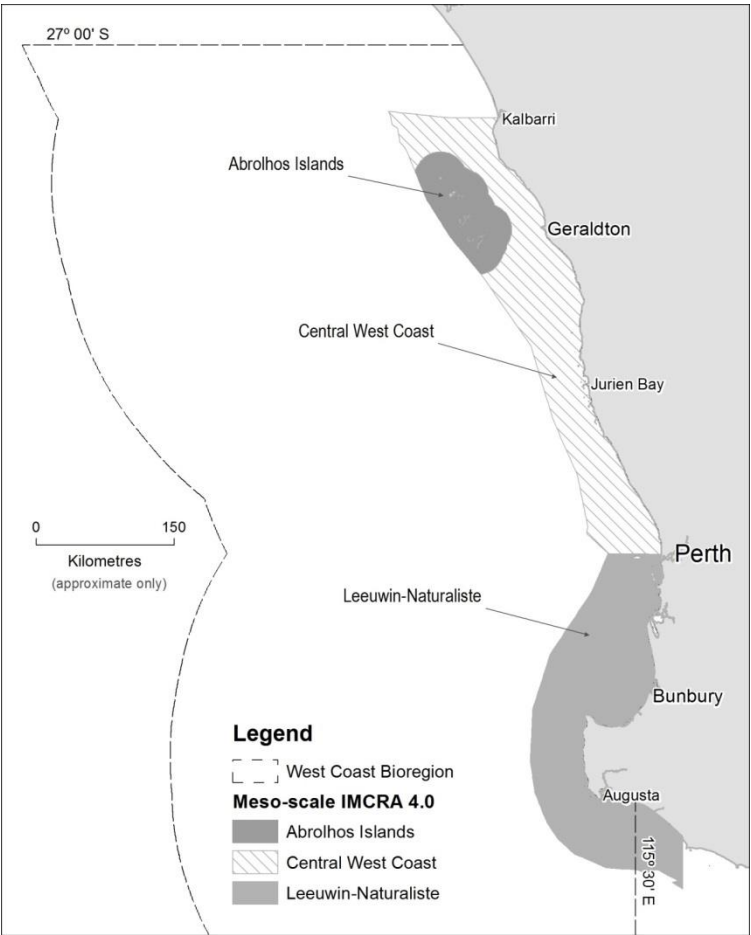 27º 00' S
Kalbarri
Abrolhos Islands
Geraldton
Central West Coast
Jurien Bay
0 150
Kilometres
(approximate only)
Perth
Leeuwin-Naturaliste
Bunbury
Legend
West Coast Bioregion
Meso-scale IMCRA 4.0
Abrolhos Islands
Central West Coast
Leeuwin-Naturaliste
Augusta
115º 30' E